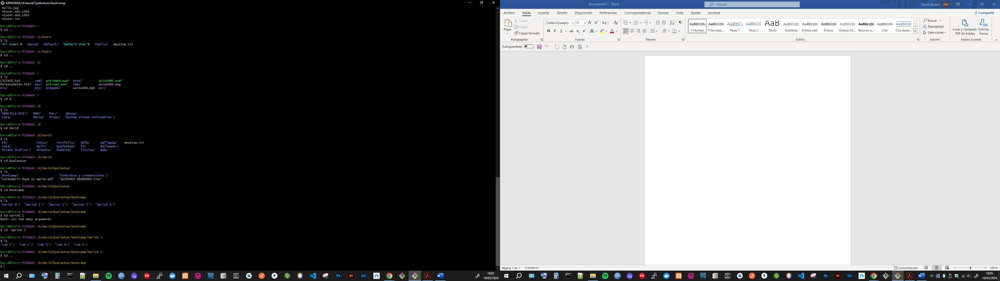 MINGW64:/d/david/Qualentum/bootcamp
mollo.jpg
ntuser.dat.LOG1
ntuser.dat.LOG2
ntuser.ini
David@Torre MINGW64 ~
$ cd ..
David@Torre MINGW64 /c/Users
$ ls
'All Users'@ David/ Default/ 'Default User'@ Public/ desktop.ini
David@Torre MINGW64 /c/Users
$ cd ..
David@Torre MINGW64 /c
$ cd ..
David@Torre MINGW64 /
$ ls
LICENSE.txt cmd/ git-bash.exe* proc/ unins000.exe*
ReleaseNotes.html dev/ git-cmd.exe* tmp/ unins000.msg
bin/ etc/ mingw64/ unins000.dat usr/
David@Torre MINGW64 /
$ cd d
David@Torre MINGW64 /d
$ ls
'$RECYCLE.BIN'/ DAM/ Mar/ Qbosq/
Casa/ David/ Proes/ 'System Volume Information'/
David@Torre MINGW64 /d
$ cd david
David@Torre MINGW64 /d/david
$ ls
CV/ Fotos/ Portfolio/ SEPE/ Wallapop/ desktop.ini
Casa/ Golf/ Qualentum/ TI/ Wallpaper/
'Diseño Grafico'/ Nihonto/ Rubbish/ Titulos/ Web/
David@Torre MINGW64 /d/david
$ cd Qualentum
David@Torre MINGW64 /d/david/Qualentum
$ ls
Bootcamp/ 'Contratos y credenciales'/
'Calendario Back 11 marzo.pdf' 'SESIONES GRABADAS.xlsx'
David@Torre MINGW64 /d/david/Qualentum
$ cd bootcamp
David@Torre MINGW64 /d/david/Qualentum/bootcamp
$ ls
'Sprint 0'/ 'Sprint 1'/ 'Sprint 2'/ 'Sprint 3'/ 'Sprint 4'/
David@Torre MINGW64 /d/david/Qualentum/bootcamp
$ cd sprint 1
bash: cd: too many arguments
David@Torre MINGW64 /d/david/Qualentum/bootcamp
$ cd 'Sprint 1'
David@Torre MINGW64 /d/david/Qualentum/bootcamp/Sprint 1
$ ls
'Lab 1'/ 'Lab 2'/ 'Lab 3'/ 'Lab 4'/ 'Lab 5'/
David@Torre MINGW64 /d/david/Qualentum/bootcamp/Sprint 1
$ cd ..
David@Torre MINGW64 /d/david/Qualentum/bootcamp
$
19:05
19/03/2024
Documento1 - Word
Buscar
David Muñoz DM
Archivo Inicio Insertar Diseño Disposición Referencias Correspondencia Revisar Vista Ayuda Acrobat
Compartir
Pegar
Cortar
Copiar
Copiar formato
Portapapeles
Calibri (Cuerpo) 11
N K S ab x₂ x²
Fuente
Párrafo
AaBbCcDc AaBbCcDc AaBbCc AaBbCcD AaB AaBbCcDc AaBbCcDc AaBbCcDc AaBbCcDc AaBbCcDc AaBbCcDc AaBbCcDc
¶ Normal ¶ Sin espa... Título 1 Título 2 Título Subtítulo Énfasis sutil Énfasis Énfasis int... Texto en n... Cita Cita desta...
Estilos
Buscar
Reemplazar
Seleccionar
Edición
Crear y compartir PDF de Adobe
Solicitar firmas
Adobe Acrobat
Autoguardado
Página 1 de 1 0 palabras
Concentración
100 %
19:05
19/03/2024